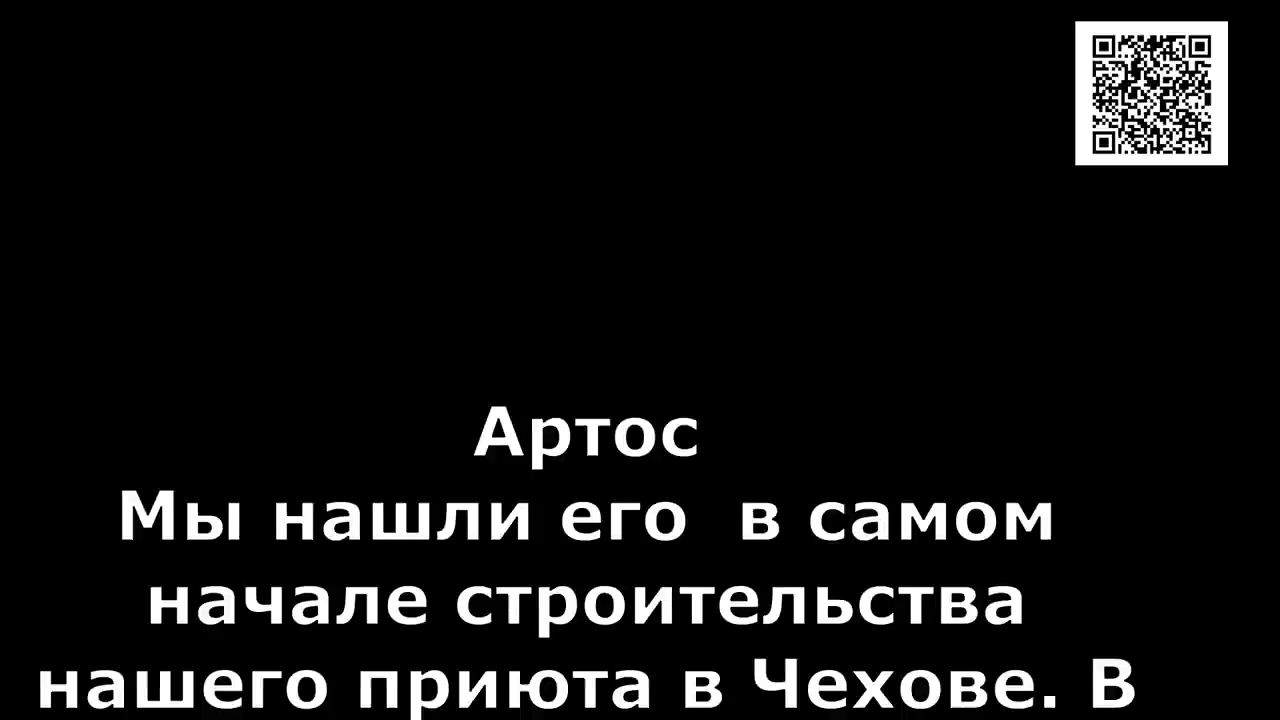 Артос
Мы нашли его  в самом
начале строительства
нашего приюта в Чехове. В